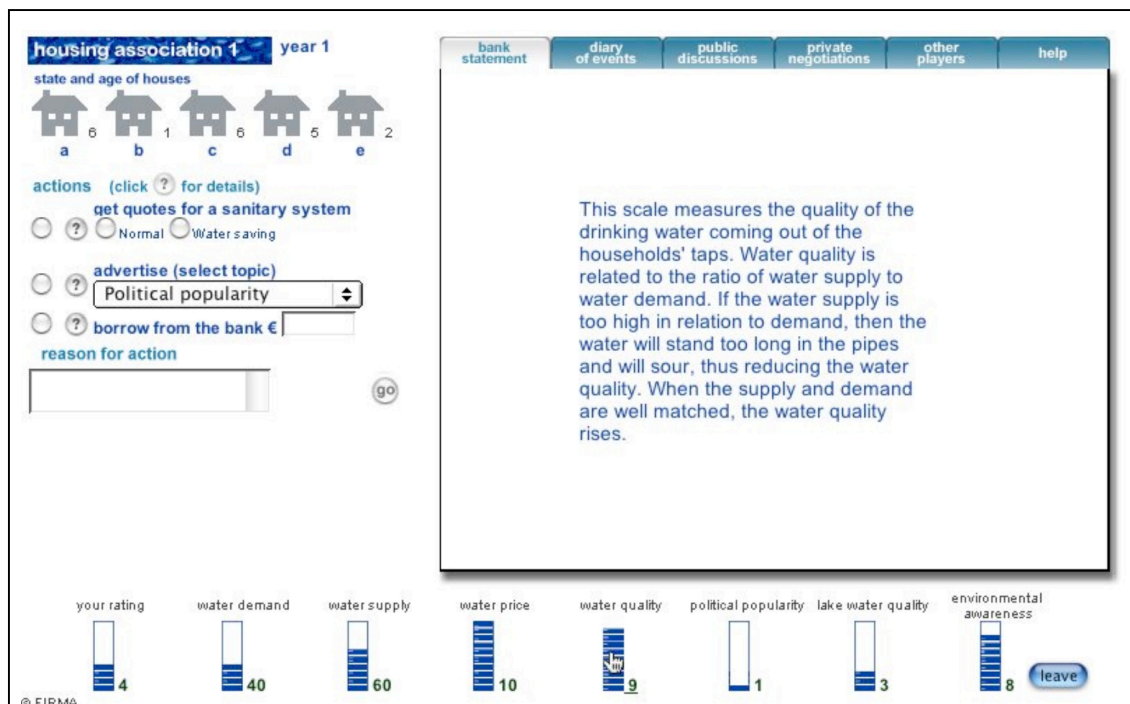 housing association 1 year 1
state and age of houses
6 1 6 5 2
a b c d e
actions (click ? for details)
get quotes for a sanitary system
? Normal Water saving
advertise (select topic)
? Political popularity
? borrow from the bank €
reason for action
go
bank statement
diary of events
public discussions
private negotiations
other players
help
This scale measures the quality of the
drinking water coming out of the
households' taps. Water quality is
related to the ratio of water supply to
water demand. If the water supply is
too high in relation to demand, then the
water will stand too long in the pipes
and will sour, thus reducing the water
quality. When the supply and demand
are well matched, the water quality
rises.
your rating water demand water supply water price water quality political popularity lake water quality environmental awareness
4 40 60 10 9 1 3 8
leave
© FIRMA